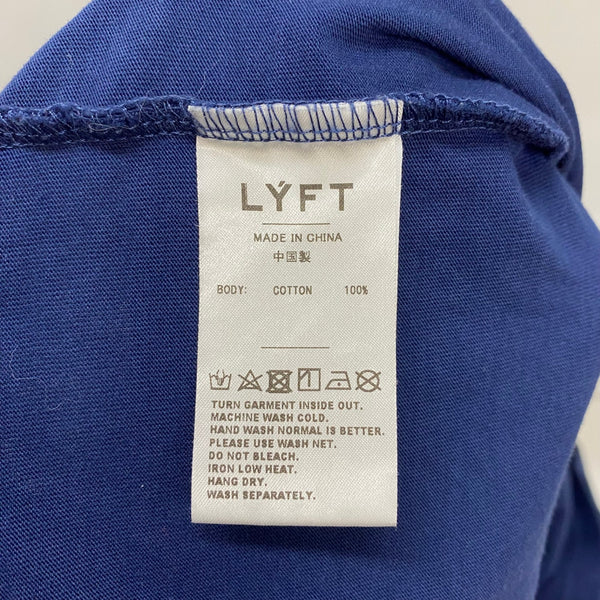 LÝFT
MADE IN CHINA
中国製
BODY: COTTON 100%
TURN GARMENT INSIDE OUT.
MACHINE WASH COLD.
HAND WASH NORMAL IS BETTER.
PLEASE USE WASH NET.
DO NOT BLEACH.
IRON LOW HEAT.
HANG DRY.
WASH SEPARATELY.